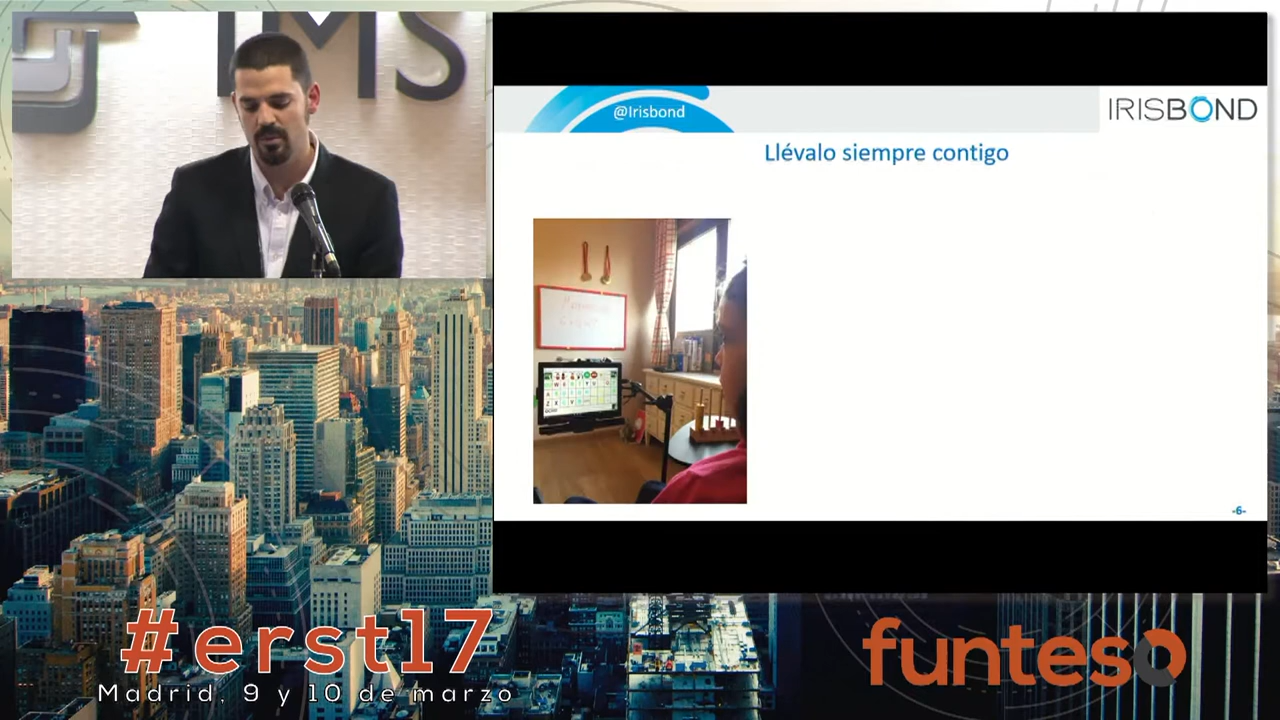 IMS
@Irisbond
IRISBOND
Llévalo siempre contigo
-6-
#erst17
Madrid, 9 y 10 de marzo
funteso